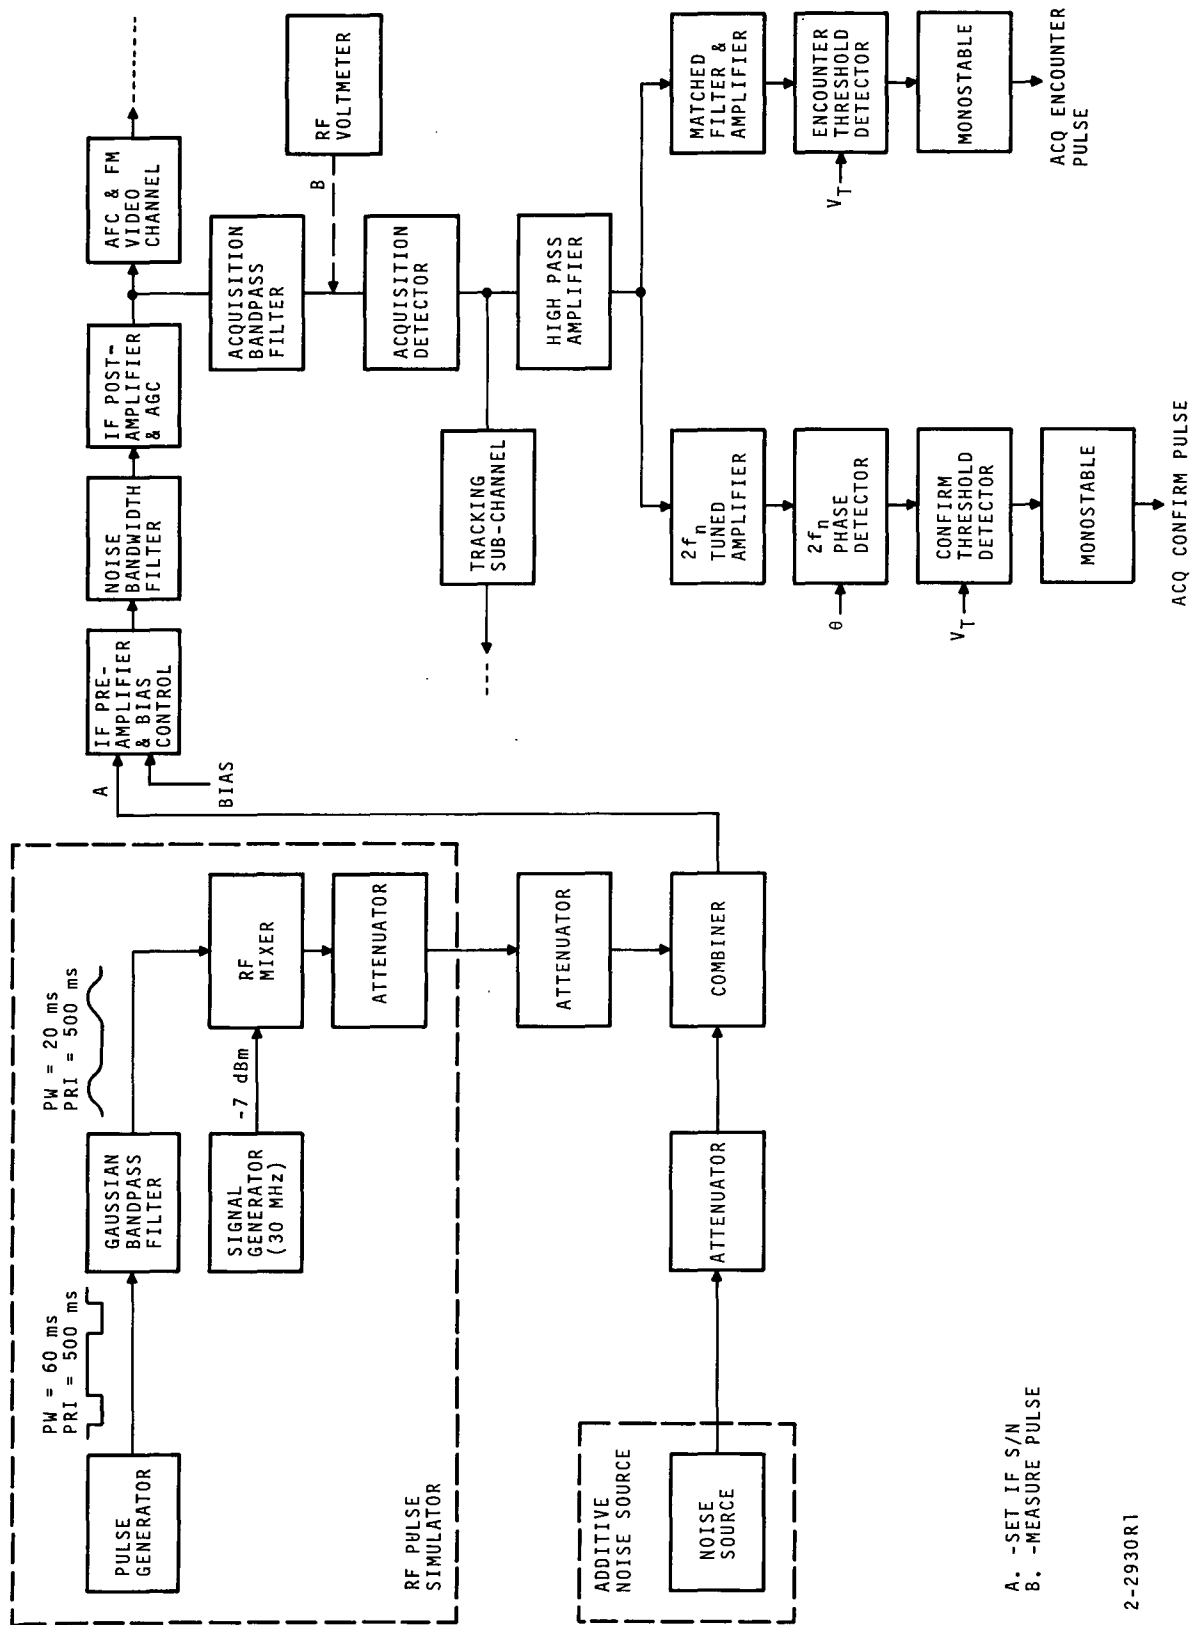 PW = 60 ms
PRI = 500 ms
PW = 20 ms
PRI = 500 ms
PULSE
GENERATOR
GAUSSIAN
BANDPASS
FILTER
SIGNAL
GENERATOR
(30 MHz)
-7 dBm
RF
MIXER
ATTENUATOR
RF PULSE
SIMULATOR
ATTENUATOR
ADDITIVE
NOISE SOURCE
NOISE
SOURCE
ATTENUATOR
COMBINER
A
BIAS
IF PRE-
AMPLIFIER
& BIAS
CONTROL
NOISE
BANDWIDTH
FILTER
IF POST-
AMPLIFIER
& AGC
AFC & FM
VIDEO
CHANNEL
ACQUISITION
BANDPASS
FILTER
B
RF
VOLTMETER
ACQUISITION
DETECTOR
TRACKING
SUB-CHANNEL
HIGH PASS
AMPLIFIER
2fn
TUNED
AMPLIFIER
θ
2fn
PHASE
DETECTOR
VT
CONFIRM
THRESHOLD
DETECTOR
MONOSTABLE
ACQ CONFIRM PULSE
MATCHED
FILTER &
AMPLIFIER
VT
ENCOUNTER
THRESHOLD
DETECTOR
MONOSTABLE
ACQ ENCOUNTER
PULSE
A. -SET IF S/N
B. -MEASURE PULSE
2-2930R1